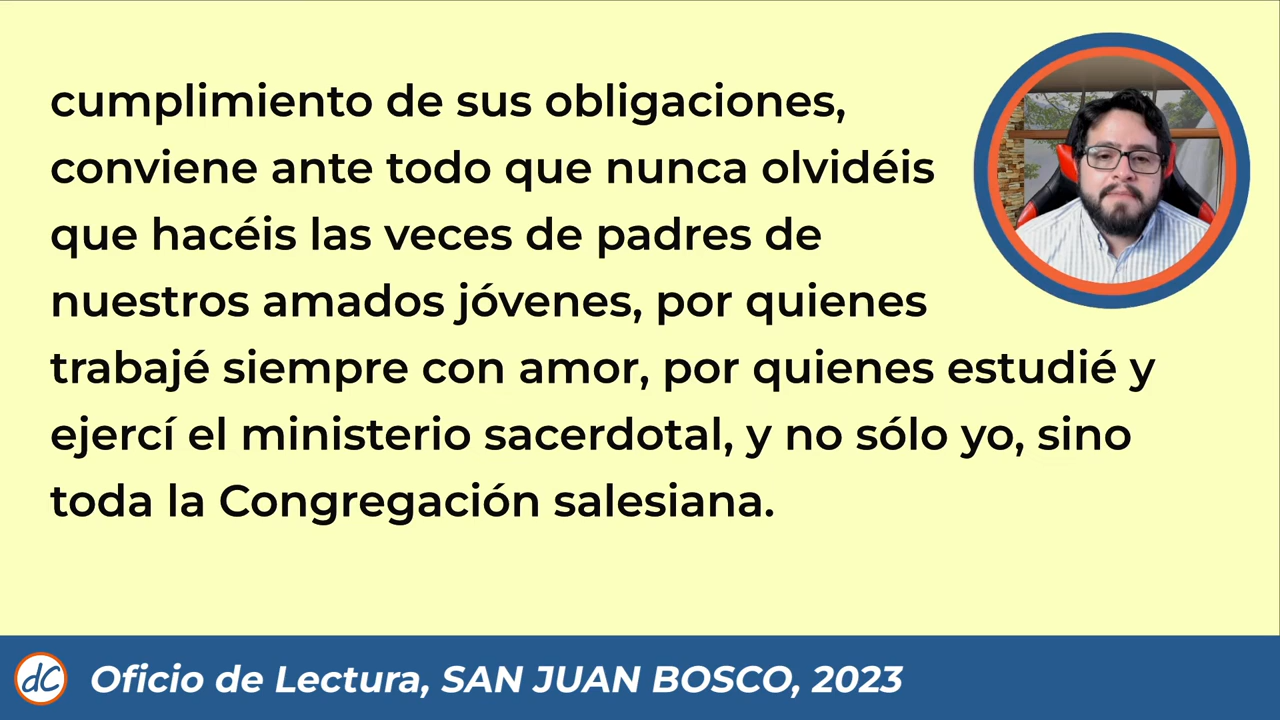 cumplimiento de sus obligaciones,
conviene ante todo que nunca olvidéis
que hacéis las veces de padres de
nuestros amados jóvenes, por quienes
trabajé siempre con amor, por quienes estudié y
ejercí el ministerio sacerdotal, y no sólo yo, sino
toda la Congregación salesiana.
dC Oficio de Lectura, SAN JUAN BOSCO, 2023